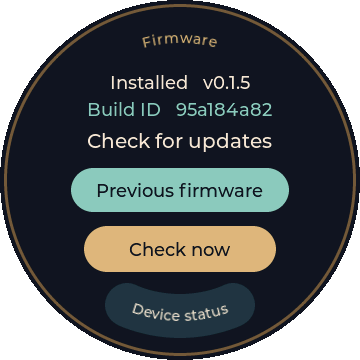 Firmware
Installed v0.1.5
Build ID 95a184a82
Check for updates
Previous firmware
Check now
Device status